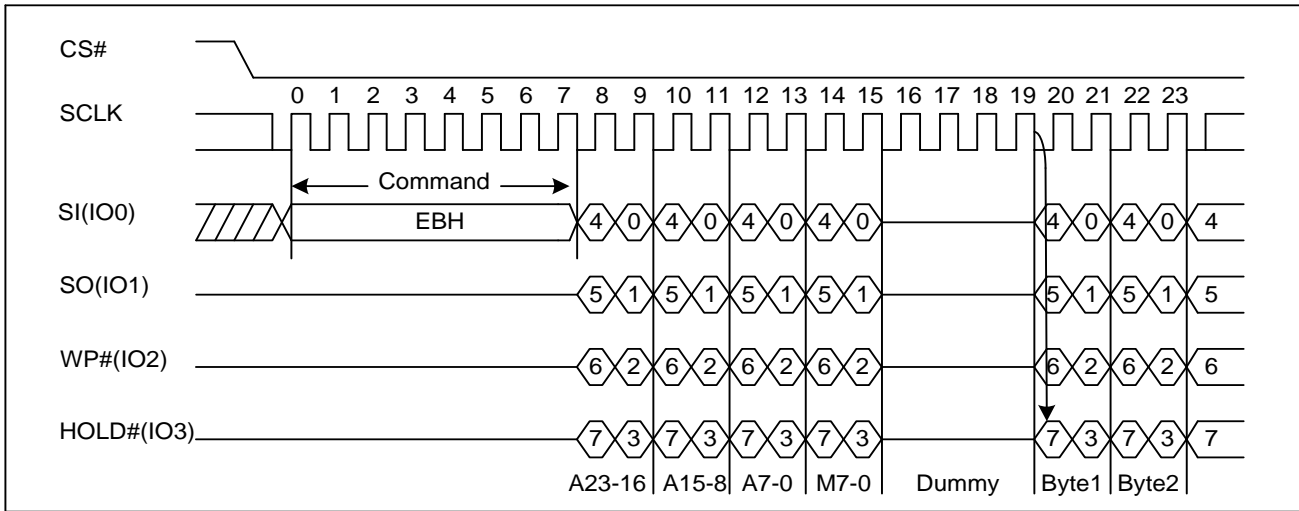 CS#
0 1 2 3 4 5 6 7 8 9 10 11 12 13 14 15 16 17 18 19 20 21 22 23
SCLK
Command
SI(IO0)
EBH
4 0 4 0 4 0 4 0 4 0 4 0 4
SO(IO1)
5 1 5 1 5 1 5 1 5 1 5 1 5
WP#(IO2)
6 2 6 2 6 2 6 2 6 2 6 2 6
HOLD#(IO3)
7 3 7 3 7 3 7 3 7 3 7 3 7
A23-16 A15-8 A7-0 M7-0 Dummy Byte1 Byte2